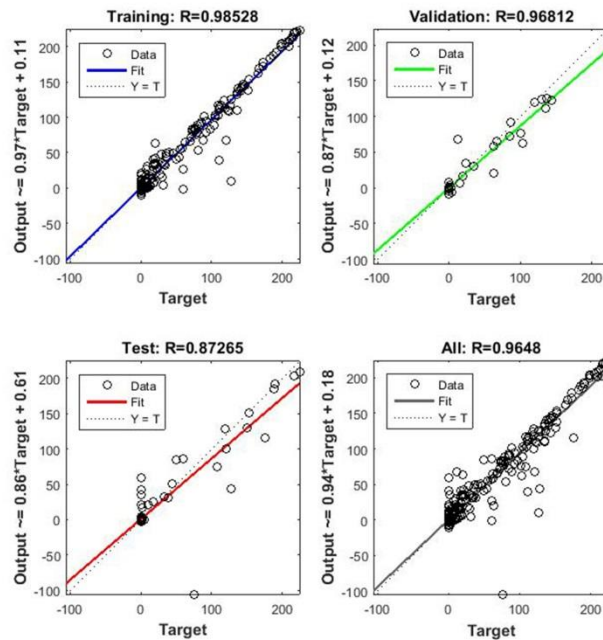 Training: R=0.98528
Output ~= 0.97*Target + 0.11
200
150
100
50
0
-50
-100
Data
Fit
Y = T
-100
0
100
200
Target
Validation: R=0.96812
Output ~= 0.87*Target + 0.12
200
150
100
50
0
-50
-100
Data
Fit
Y = T
-100
0
100
200
Target
Test: R=0.87265
Output ~= 0.86*Target + 0.61
200
150
100
50
0
-50
-100
Data
Fit
Y = T
-100
0
100
200
Target
All: R=0.9648
Output ~= 0.94*Target + 0.18
200
150
100
50
0
-50
-100
Data
Fit
Y = T
-100
0
100
200
Target